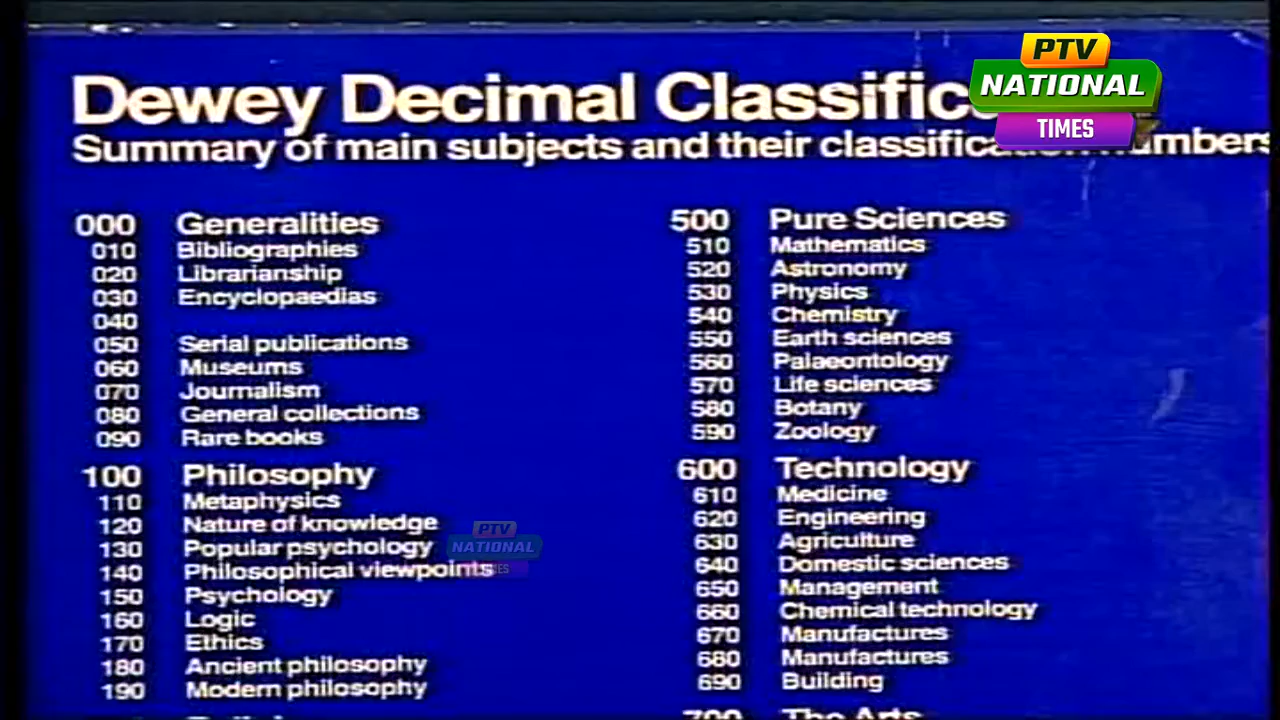 Dewey Decimal Classific
Summary of main subjects and their classification numbers
PTV
NATIONAL
TIMES
000 Generalities
010 Bibliographies
020 Librarianship
030 Encyclopaedias
040
050 Serial publications
060 Museums
070 Journalism
080 General collections
090 Rare books
100 Philosophy
110 Metaphysics
120 Nature of knowledge
130 Popular psychology
140 Philosophical viewpoints
150 Psychology
160 Logic
170 Ethics
180 Ancient philosophy
190 Modern philosophy
PTV
NATIONAL
TIMES
500 Pure Sciences
510 Mathematics
520 Astronomy
530 Physics
540 Chemistry
550 Earth sciences
560 Palaeontology
570 Life sciences
580 Botany
590 Zoology
600 Technology
610 Medicine
620 Engineering
630 Agriculture
640 Domestic sciences
650 Management
660 Chemical technology
670 Manufactures
680 Manufactures
690 Building
700 The Arts